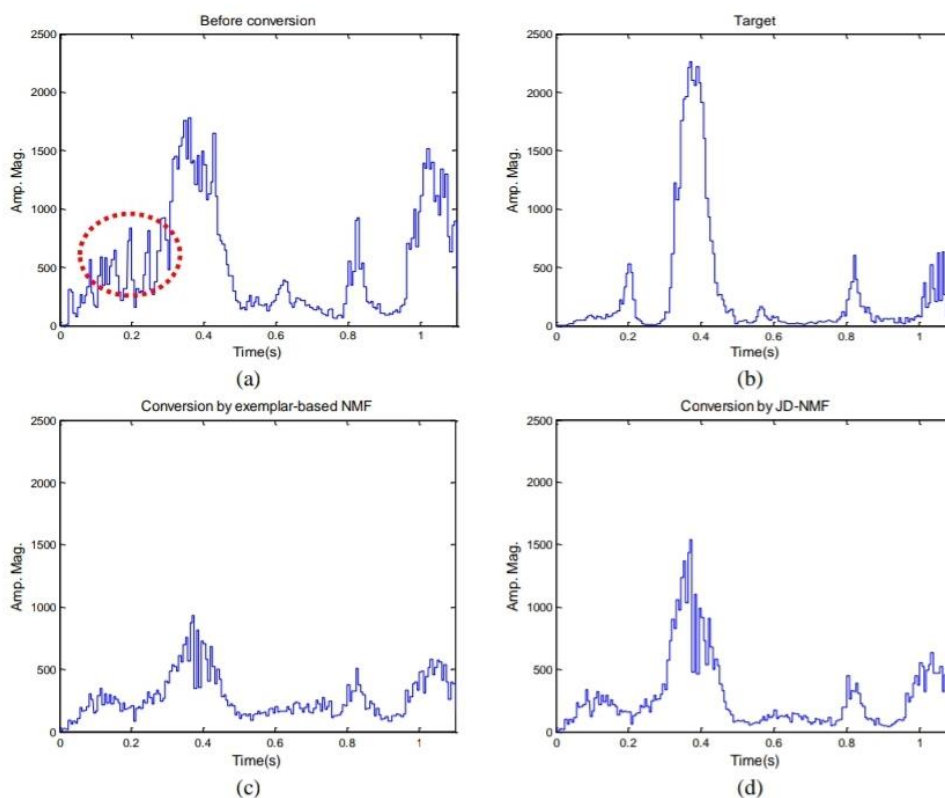 Before conversion
2500
2000
1500
1000
500
0
Amp. Mag.
0 0.2 0.4 0.6 0.8 1
Time(s)
(a)
Target
2500
2000
1500
1000
500
0
Amp. Mag.
0 0.2 0.4 0.6 0.8 1
Time(s)
(b)
Conversion by exemplar-based NMF
2500
2000
1500
1000
500
0
Amp. Mag.
0 0.2 0.4 0.6 0.8 1
Time(s)
(c)
Conversion by JD-NMF
2500
2000
1500
1000
500
0
Amp. Mag.
0 0.2 0.4 0.6 0.8 1
Time(s)
(d)